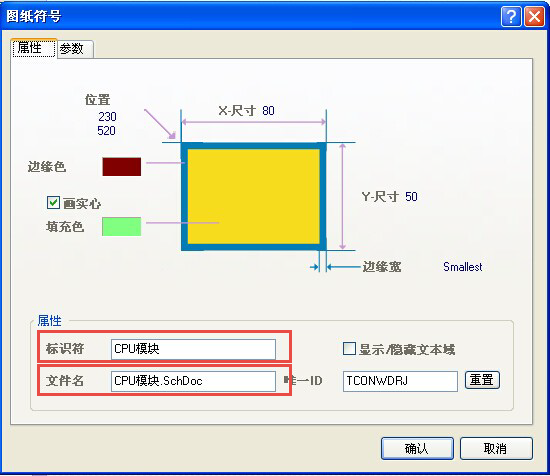 图纸符号
属性 参数
位置
230
520
X-尺寸 80
边缘色
画实心
填充色
Y-尺寸 50
边缘宽 Smallest
属性
标识符 CPU模块
显示/隐藏文本域
文件名 CPU模块.SchDoc
唯一ID TCONWDRJ 重置
确认 取消